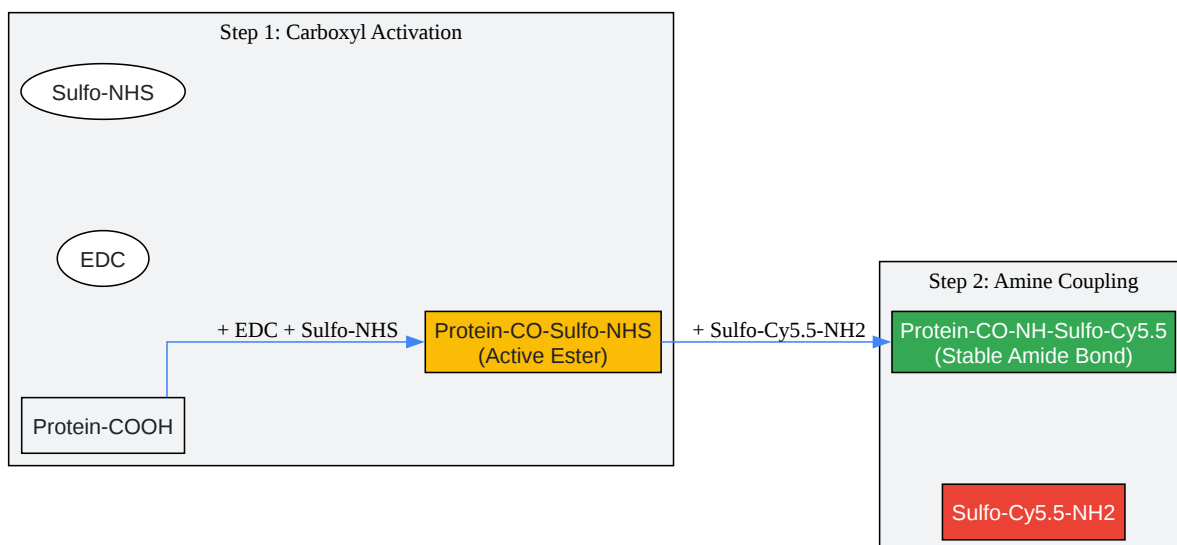 Step 1: Carboxyl Activation
Sulfo-NHS
EDC
+ EDC + Sulfo-NHS
Protein-COOH
Protein-CO-Sulfo-NHS
(Active Ester)
+ Sulfo-Cy5.5-NH2
Step 2: Amine Coupling
Protein-CO-NH-Sulfo-Cy5.5
(Stable Amide Bond)
Sulfo-Cy5.5-NH2